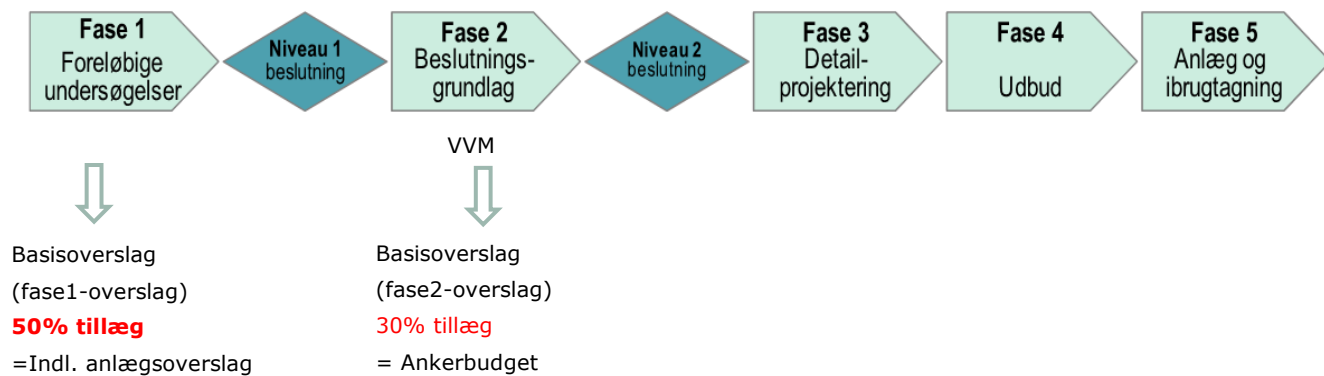 Fase 1
Foreløbige
undersøgelser
Niveau 1
beslutning
Fase 2
Beslutnings-
grundlag
Niveau 2
beslutning
Fase 3
Detail-
projektering
Fase 4
Udbud
Fase 5
Anlæg og
ibrugtagning
VVM
Basisoverslag
(fase1-overslag)
50% tillæg
=Indl. anlægsoverslag
Basisoverslag
(fase2-overslag)
30% tillæg
= Ankerbudget